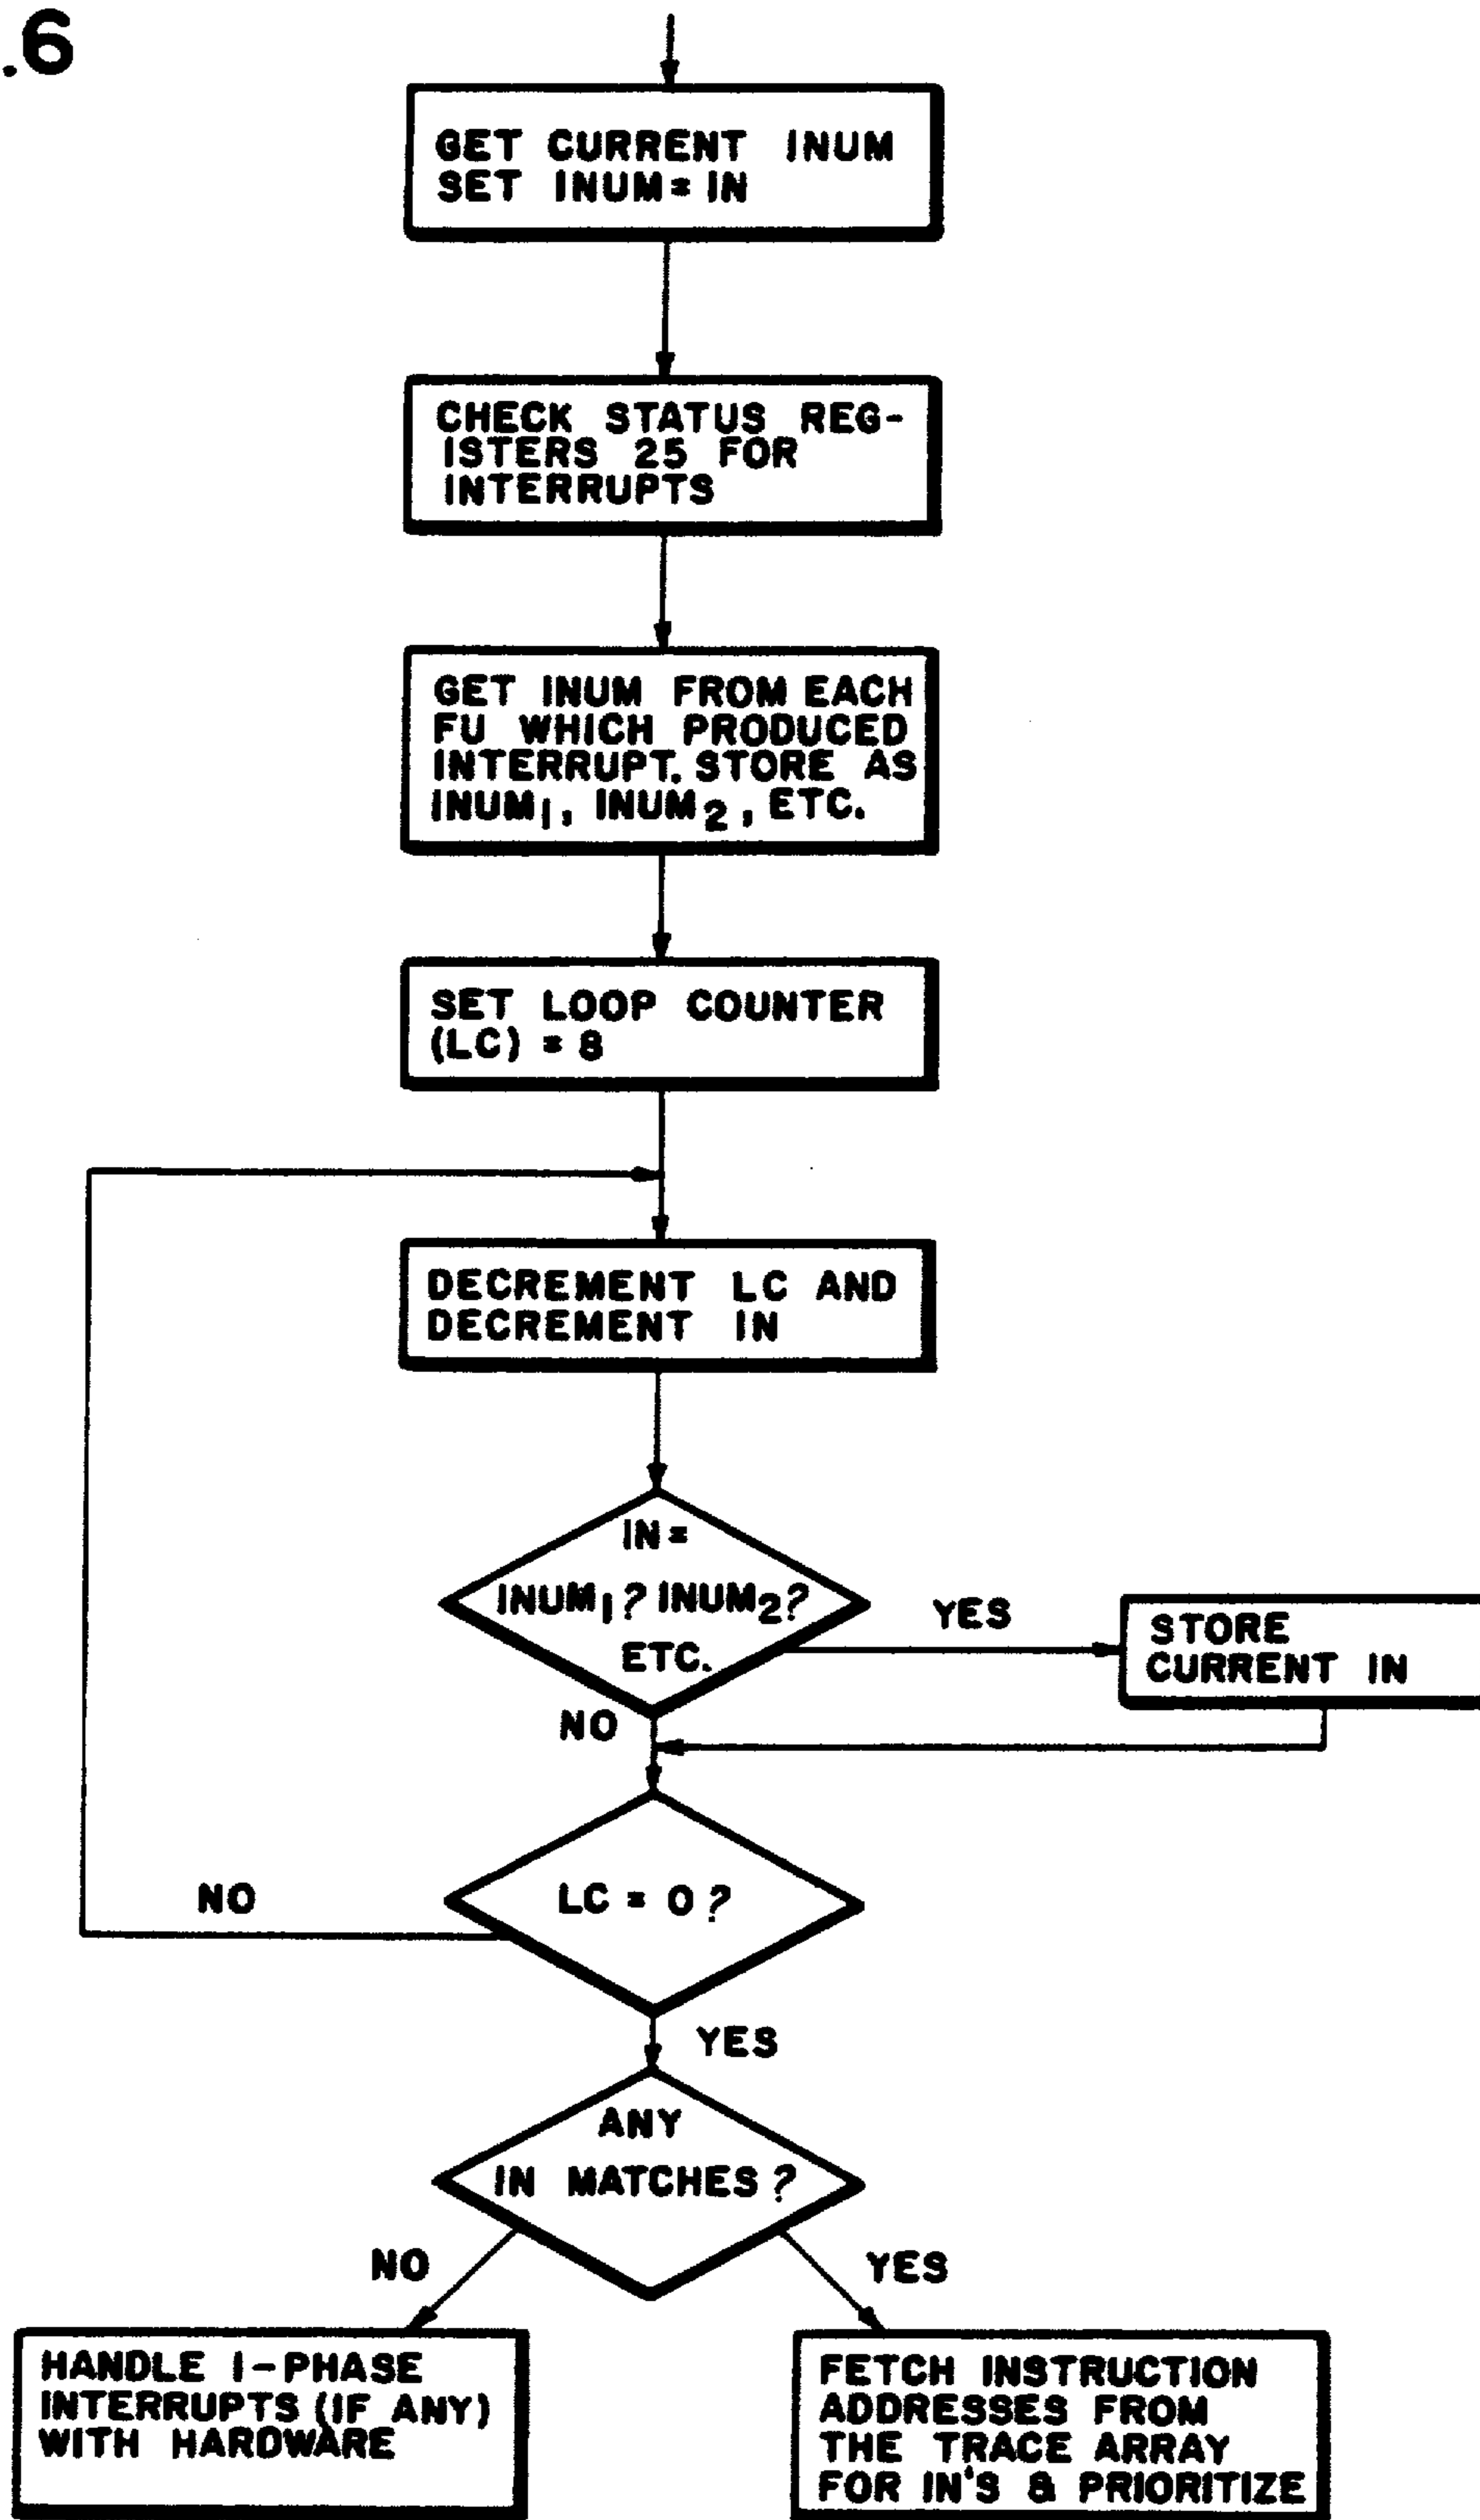 .6
GET CURRENT INUM
SET INUM = IN
CHECK STATUS REG-
ISTERS 25 FOR
INTERRUPTS
GET INUM FROM EACH
FU WHICH PRODUCED
INTERRUPT. STORE AS
INUM₁, INUM₂, ETC.
SET LOOP COUNTER
(LC) = 8
DECREMENT LC AND
DECREMENT IN
IN =
INUM₁? INUM₂?
ETC.
YES
STORE
CURRENT IN
NO
LC = 0?
NO
YES
ANY
IN MATCHES?
NO
YES
HANDLE I-PHASE
INTERRUPTS (IF ANY)
WITH HARDWARE
FETCH INSTRUCTION
ADDRESSES FROM
THE TRACE ARRAY
FOR IN'S & PRIORITIZE